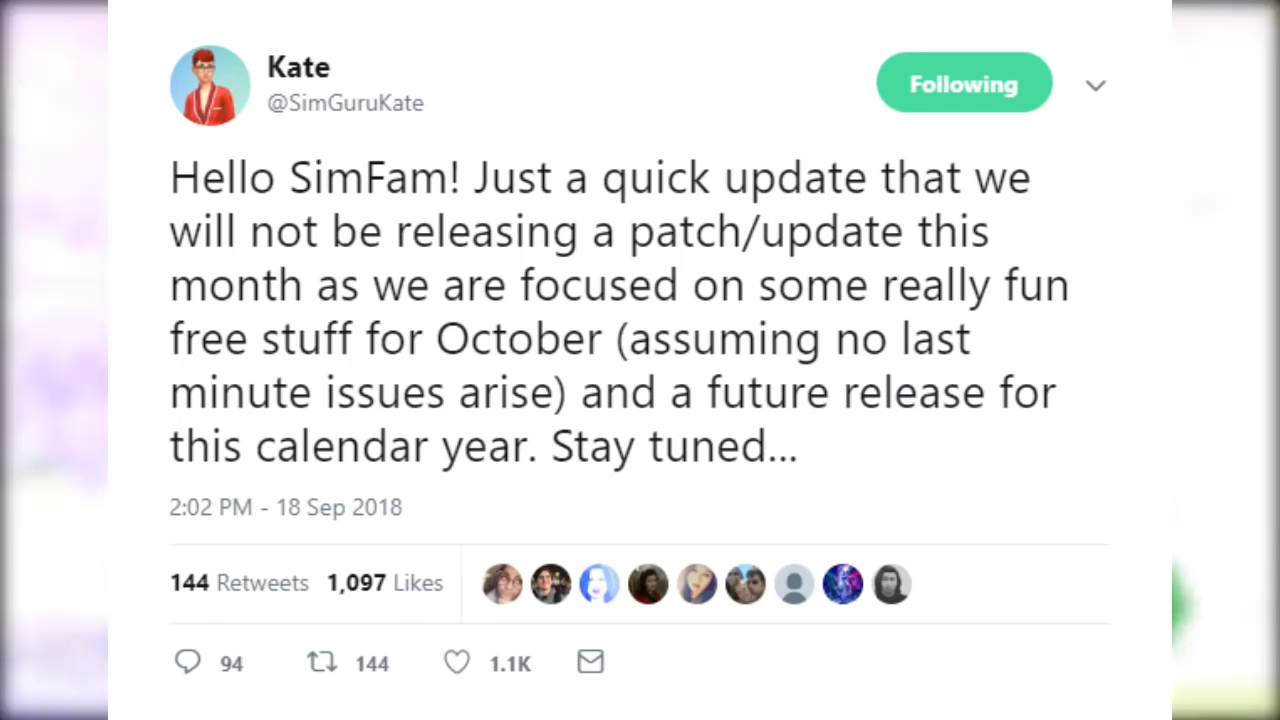 Kate
@SimGuruKate
Following
Hello SimFam! Just a quick update that we
will not be releasing a patch/update this
month as we are focused on some really fun
free stuff for October (assuming no last
minute issues arise) and a future release for
this calendar year. Stay tuned...
2:02 PM - 18 Sep 2018
144 Retweets 1,097 Likes
94 144 1.1K